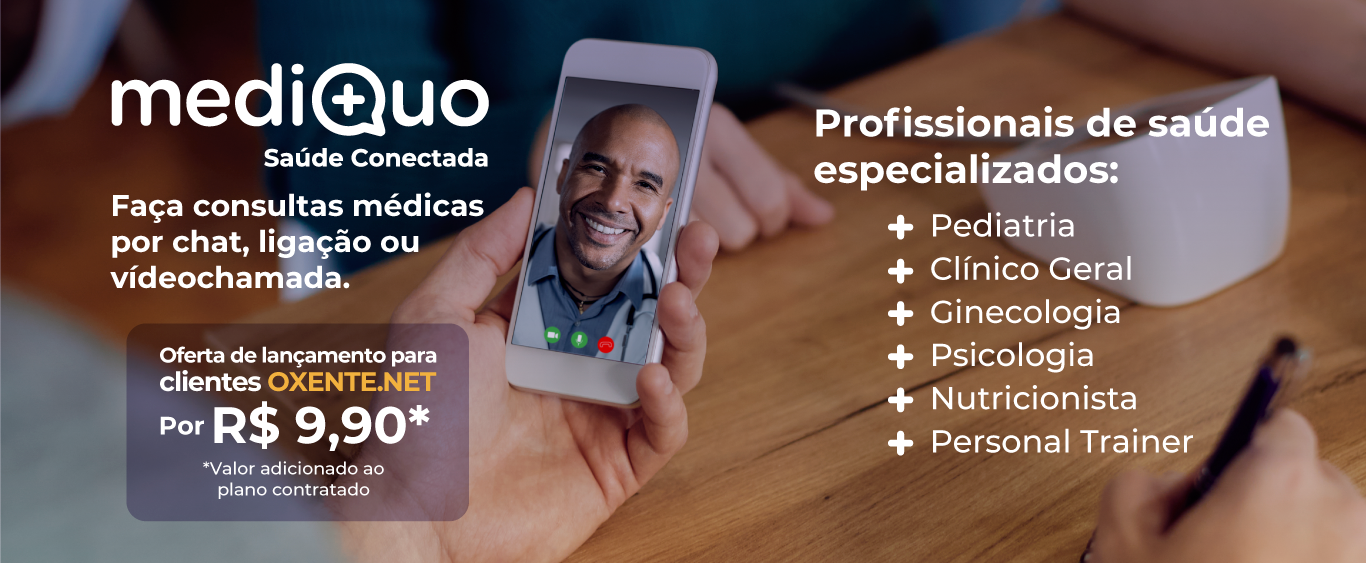 mediQuo
Saúde Conectada
Faça consultas médicas
por chat, ligação ou
vídeochamada.
Oferta de lançamento para
clientes OXENTE.NET
Por R$ 9,90*
*Valor adicionado ao
plano contratado
Profissionais de saúde
especializados:
+ Pediatria
+ Clínico Geral
+ Ginecologia
+ Psicologia
+ Nutricionista
+ Personal Trainer